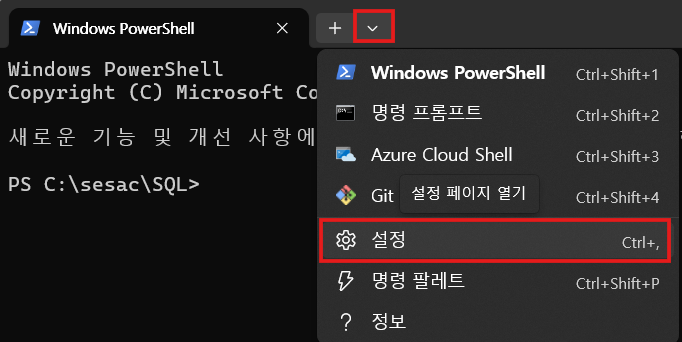 Windows PowerShell
Windows PowerShell
Copyright (C) Microsoft Co
새로운 기능 및 개선 사항에
PS C:\sesac\SQL>
Windows PowerShell Ctrl+Shift+1
명령 프롬프트 Ctrl+Shift+2
Azure Cloud Shell Ctrl+Shift+3
Git Ctrl+Shift+4
설정 페이지 열기
설정 Ctrl+,
명령 팔레트 Ctrl+Shift+P
정보